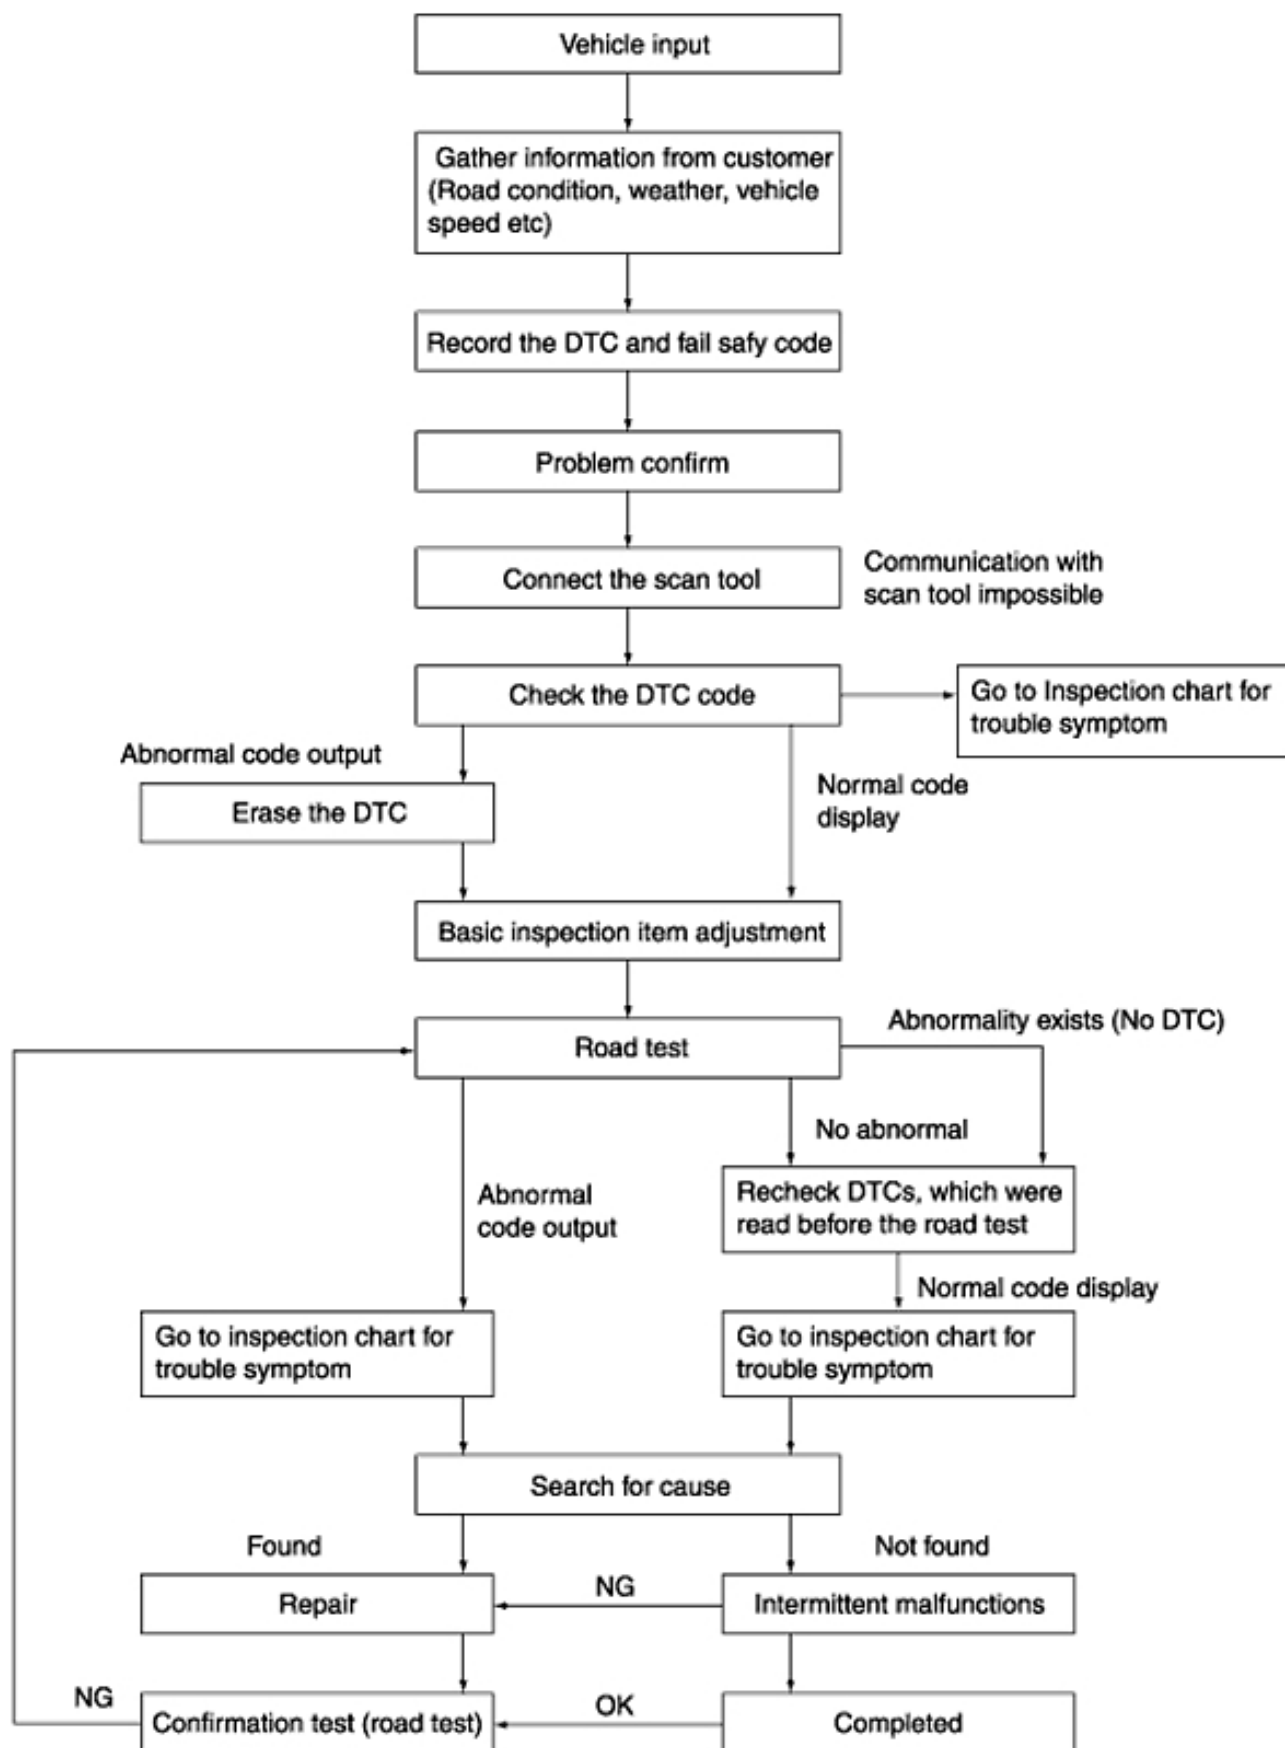 Vehicle input
Gather information from customer
(Road condition, weather, vehicle
speed etc)
Record the DTC and fail safy code
Problem confirm
Connect the scan tool
Communication with
scan tool impossible
Check the DTC code
Go to Inspection chart for
trouble symptom
Abnormal code output
Normal code
display
Erase the DTC
Basic inspection item adjustment
Road test
Abnormality exists (No DTC)
No abnormal
Abnormal
code output
Recheck DTCs, which were
read before the road test
Normal code display
Go to inspection chart for
trouble symptom
Go to inspection chart for
trouble symptom
Search for cause
Found
Not found
Repair
NG
Intermittent malfunctions
NG
Confirmation test (road test)
OK
Completed